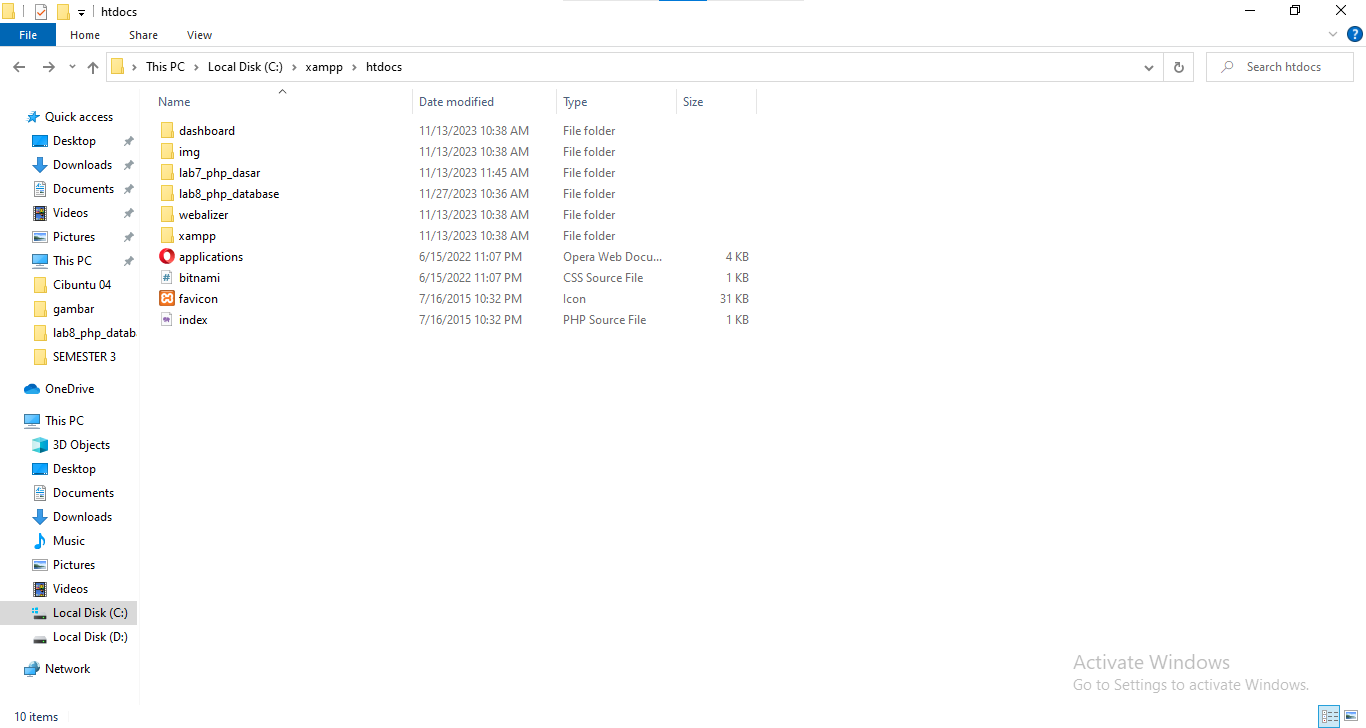 htdocs
File Home Share View
This PC Local Disk (C:) xampp htdocs Search htdocs
Name Date modified Type Size
dashboard 11/13/2023 10:38 AM File folder
img 11/13/2023 10:38 AM File folder
lab7_php_dasar 11/13/2023 11:45 AM File folder
lab8_php_database 11/27/2023 10:36 AM File folder
webalizer 11/13/2023 10:38 AM File folder
xampp 11/13/2023 10:38 AM File folder
applications 6/15/2022 11:07 PM Opera Web Docu... 4 KB
bitnami 6/15/2022 11:07 PM CSS Source File 1 KB
favicon 7/16/2015 10:32 PM Icon 31 KB
index 7/16/2015 10:32 PM PHP Source File 1 KB
Quick access
Desktop
Downloads
Documents
Videos
Pictures
This PC
Cibuntu 04
gambar
lab8_php_datab
SEMESTER 3
OneDrive
This PC
3D Objects
Desktop
Documents
Downloads
Music
Pictures
Videos
Local Disk (C:)
Local Disk (D:)
Network
Activate Windows
Go to Settings to activate Windows.
10 items